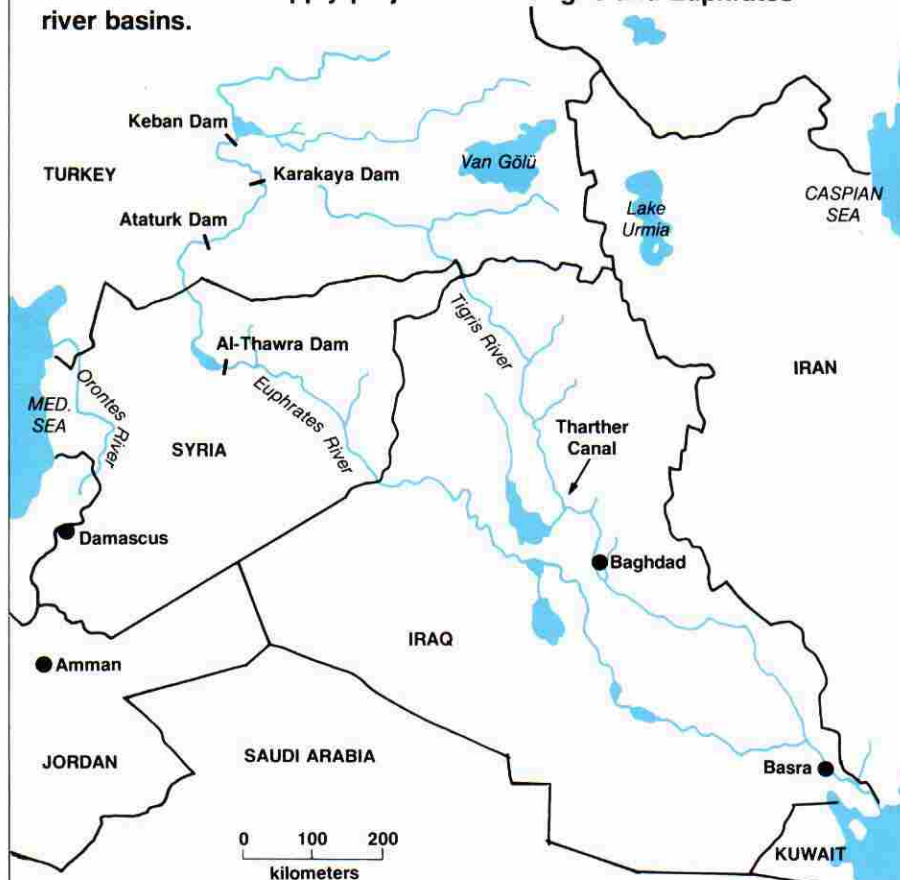 and Euphrates
river basins.
Keban Dam
TURKEY
Karakaya Dam
Van Gölü
CASPIAN
SEA
Ataturk Dam
Lake
Urmia
Tigris River
Al-Thawra Dam
IRAN
Orontes
River
MED.
SEA
Euphrates River
SYRIA
Tharther
Canal
Damascus
Baghdad
IRAQ
Amman
JORDAN
SAUDI ARABIA
Basra
0 100 200
kilometers
KUWAIT